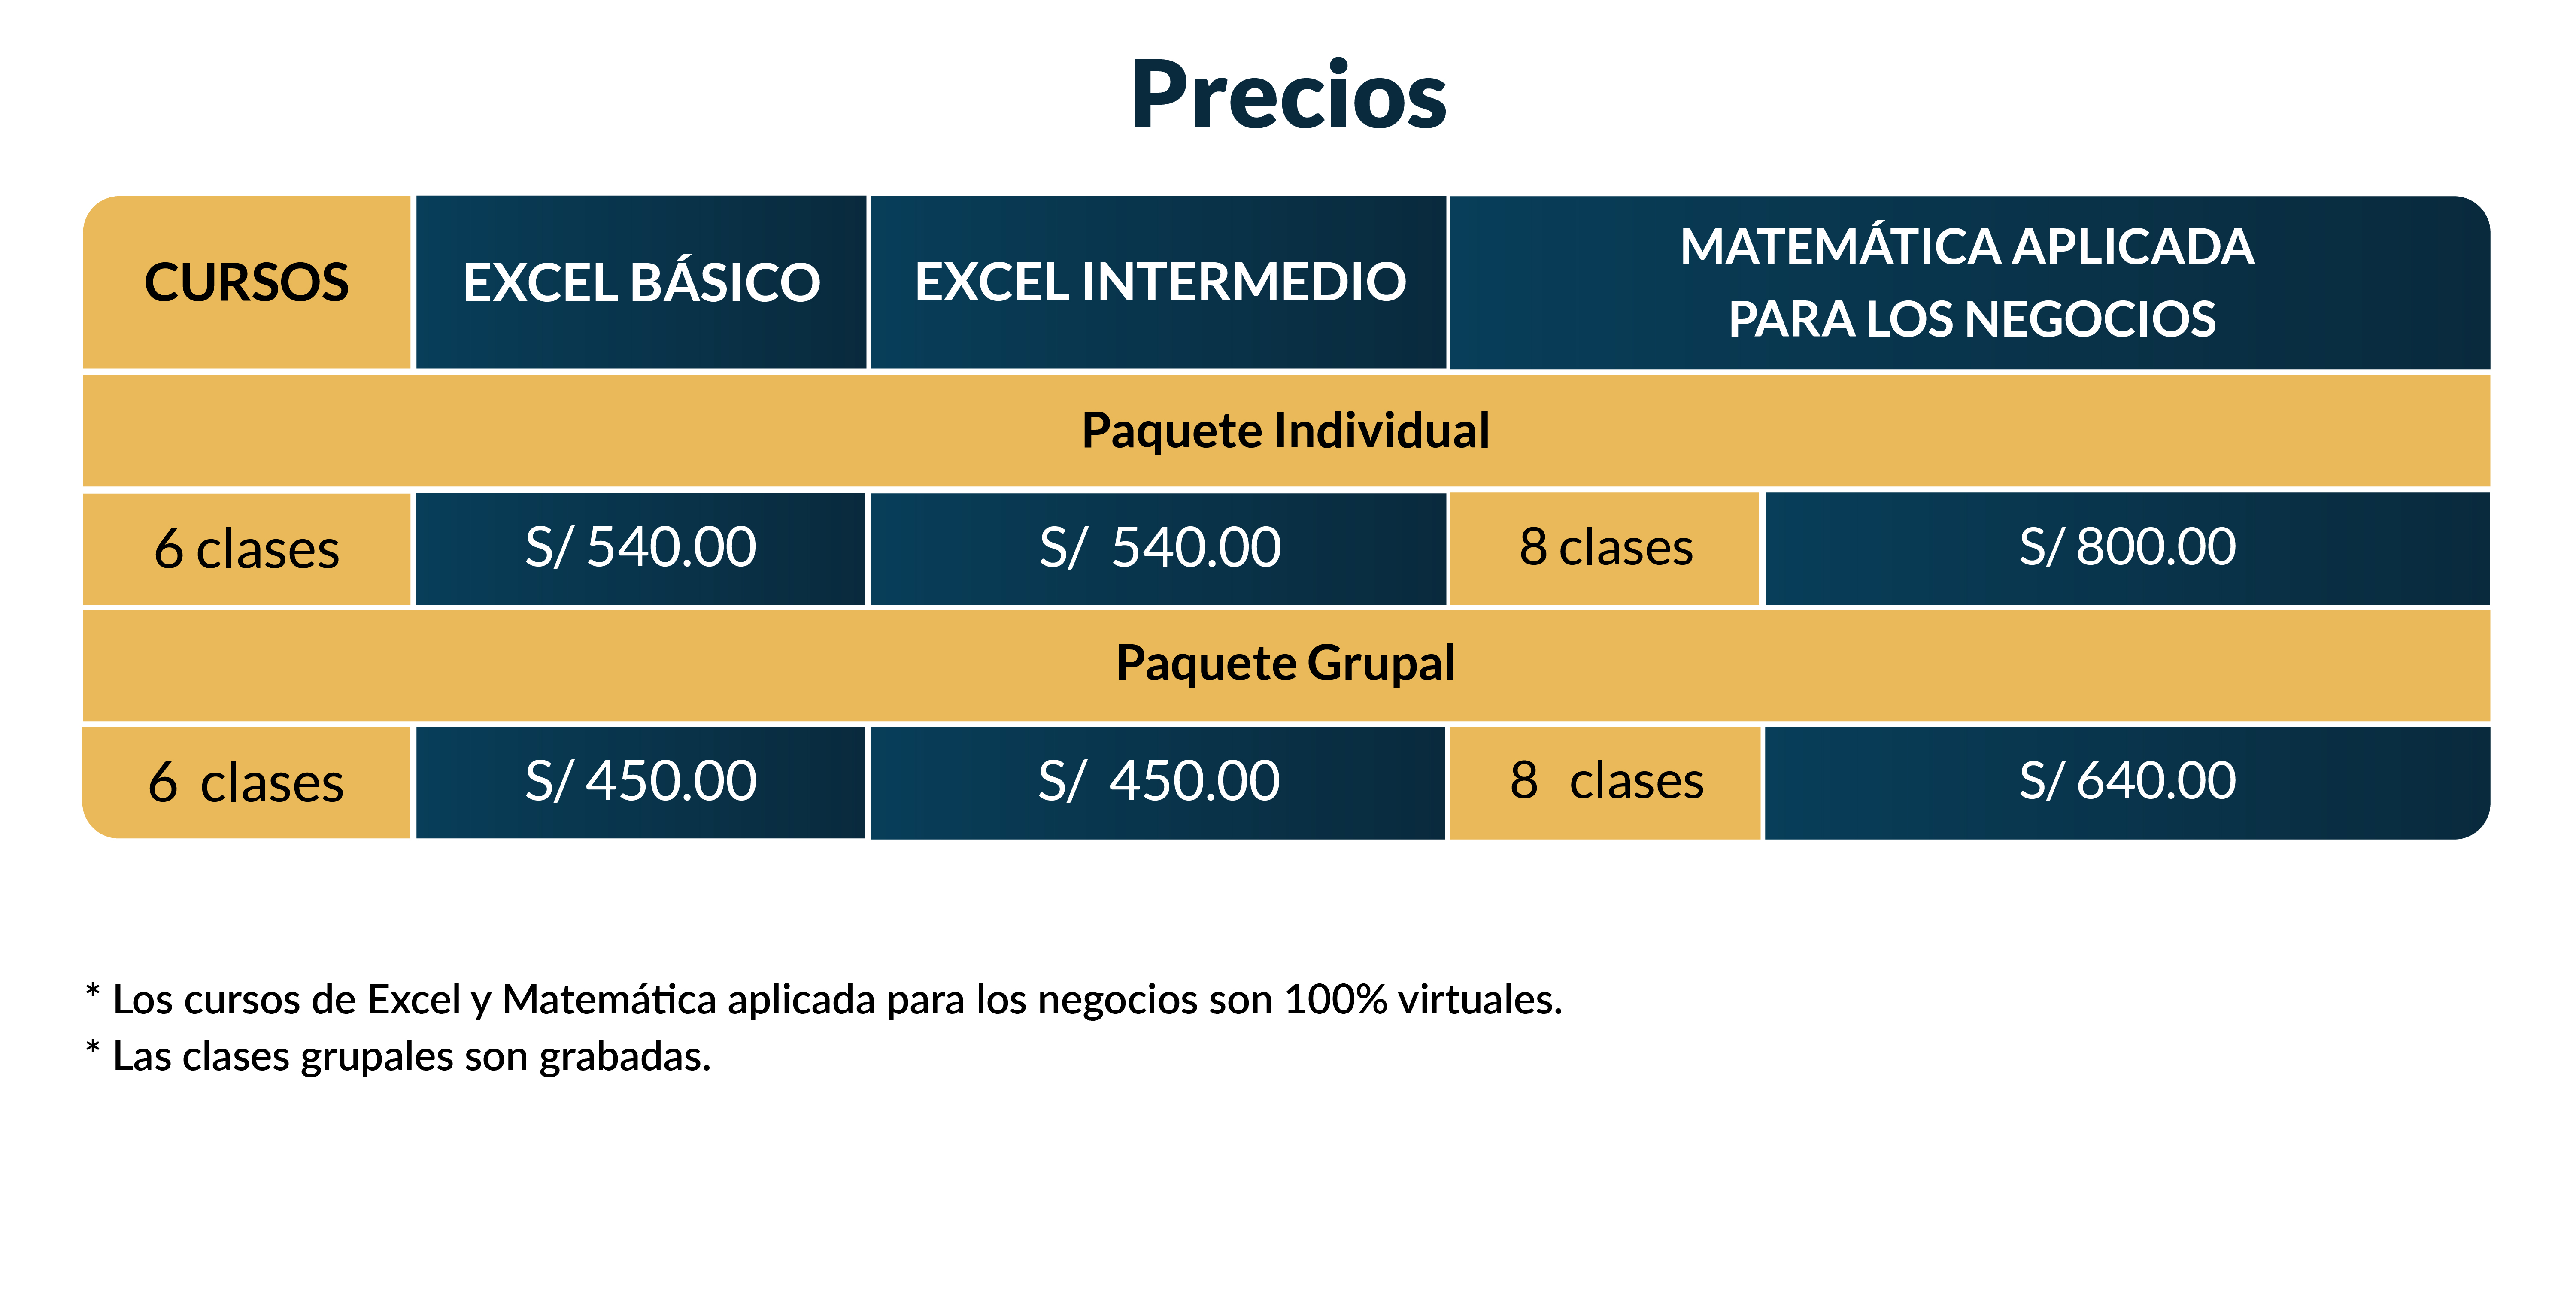 Precios
CURSOS
EXCEL BÁSICO
EXCEL INTERMEDIO
MATEMÁTICA APLICADA
PARA LOS NEGOCIOS
Paquete Individual
6 clases
S/ 540.00
S/ 540.00
8 clases
S/ 800.00
Paquete Grupal
6 clases
S/ 450.00
S/ 450.00
8 clases
S/ 640.00
* Los cursos de Excel y Matemática aplicada para los negocios son 100% virtuales.
* Las clases grupales son grabadas.